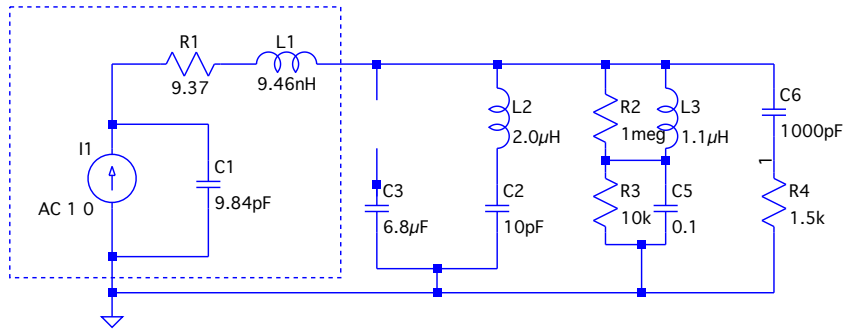 R1
9.37
L1
9.46nH
I1
AC 1 0
C1
9.84pF
C3
6.8µF
L2
2.0µH
C2
10pF
R2
1meg
L3
1.1µH
R3
10k
C5
0.1
C6
1000pF
1
R4
1.5k